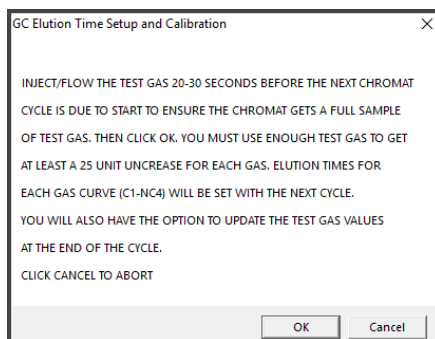 GC Elution Time Setup and Calibration
INJECT/FLOW THE TEST GAS 20-30 SECONDS BEFORE THE NEXT CHROMAT
CYCLE IS DUE TO START TO ENSURE THE CHROMAT GETS A FULL SAMPLE
OF TEST GAS. THEN CLICK OK. YOU MUST USE ENOUGH TEST GAS TO GET
AT LEAST A 25 UNIT UNCREASE FOR EACH GAS. ELUTION TIMES FOR
EACH GAS CURVE (C1-NC4) WILL BE SET WITH THE NEXT CYCLE.
YOU WILL ALSO HAVE THE OPTION TO UPDATE THE TEST GAS VALUES
AT THE END OF THE CYCLE.
CLICK CANCEL TO ABORT
OK Cancel